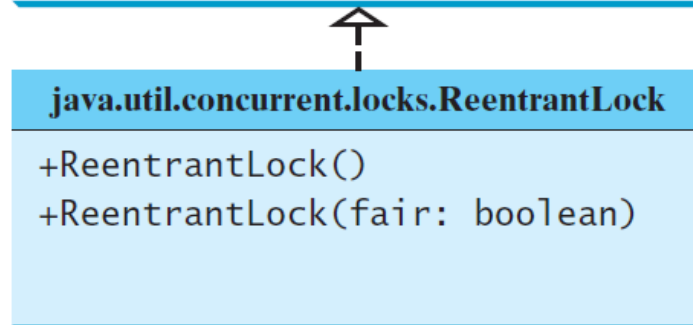 java.util.concurrent.locks.ReentrantLock
+ReentrantLock()
+ReentrantLock(fair: boolean)